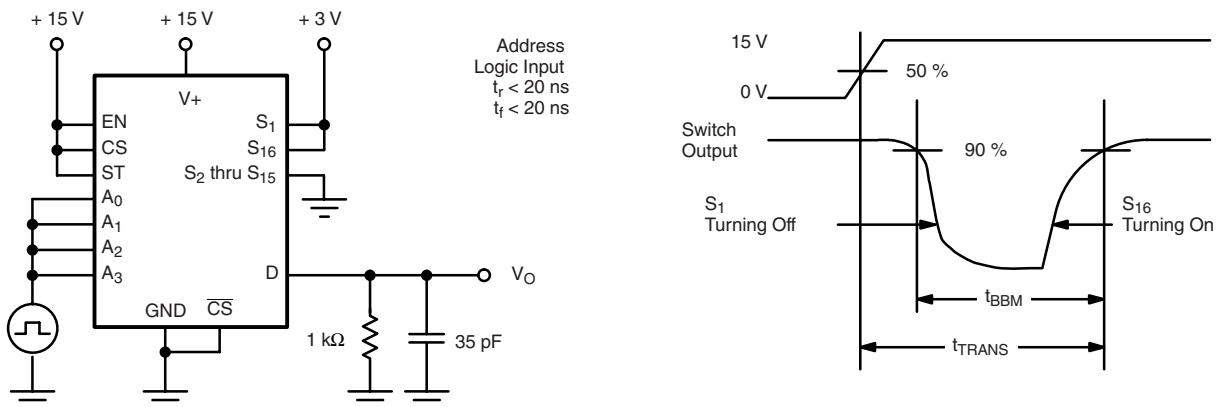 + 15 V
+ 15 V
+ 3 V
V+
EN
CS
ST
A0
A1
A2
A3
S1
S16
S2 thru S15
D
GND
CS
VO
1 kΩ
35 pF
Address
Logic Input
tr < 20 ns
tf < 20 ns
15 V
50 %
0 V
Switch
Output
90 %
S1
Turning Off
S16
Turning On
tBBM
tTRANS